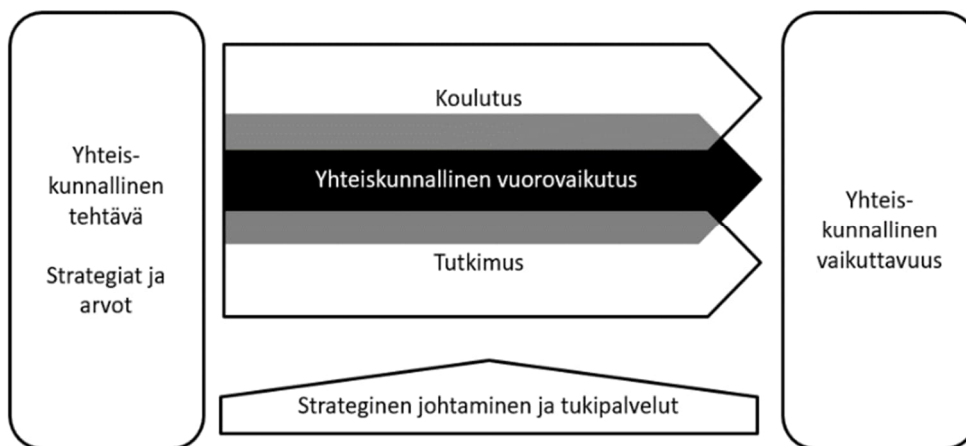 Yhteis-
kunnallinen
tehtävä
Strategiat ja
arvot
Koulutus
Yhteiskunnallinen vuorovaikutus
Tutkimus
Strateginen johtaminen ja tukipalvelut
Yhteis-
kunnallinen
vaikuttavuus